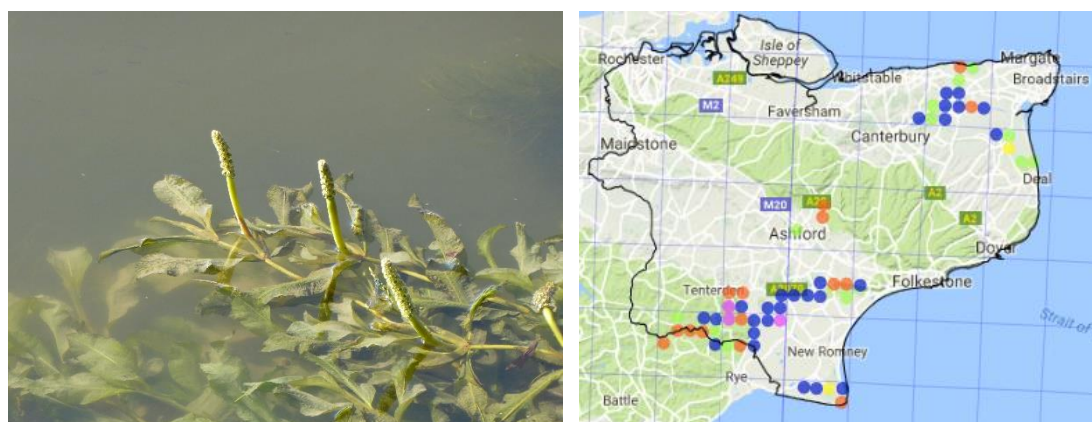 Isle of
Sheppey
Rochester
A249
Whitstable
Margate
Broadstairs
M2
Faversham
Canterbury
Maidstone
Deal
M20
A2
Ashford
A2
Dover
Folkestone
Tenterden
Strait of
New Romney
Rye
Battle